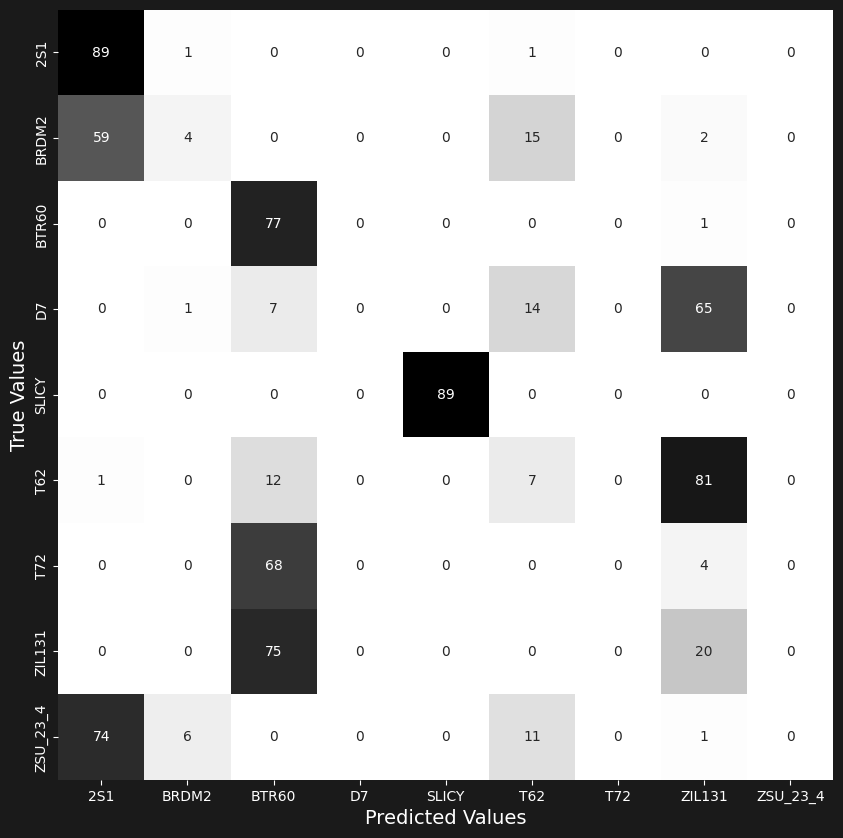 2S1 89 1 0 0 0 1 0 0 0
BRDM2 59 4 0 0 0 15 0 2 0
BTR60 0 0 77 0 0 0 0 1 0
D7 0 1 7 0 0 14 0 65 0
SLICY 0 0 0 0 89 0 0 0 0
T62 1 0 12 0 0 7 0 81 0
T72 0 0 68 0 0 0 0 4 0
ZIL131 0 0 75 0 0 0 0 20 0
ZSU_23_4 74 6 0 0 0 11 0 1 0
True Values
2S1 BRDM2 BTR60 D7 SLICY T62 T72 ZIL131 ZSU_23_4
Predicted Values